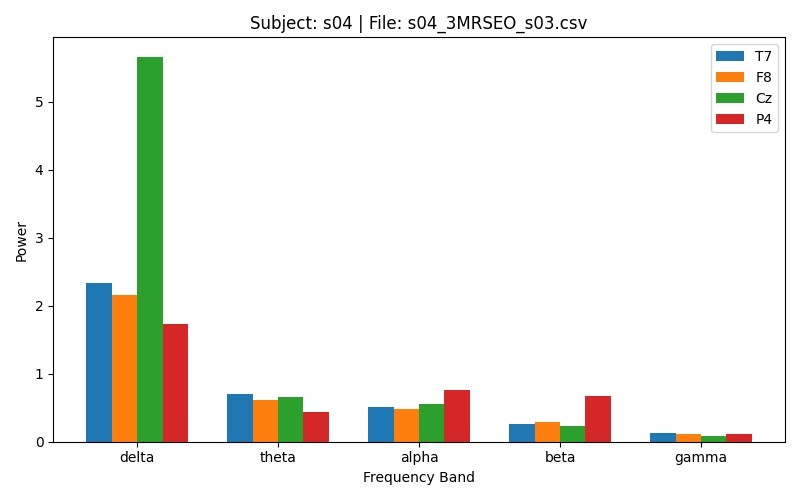 Subject: s04 | File: s04_3MRSEO_s03.csv
T7
F8
Cz
P4
5
4
3
2
1
0
Power
delta theta alpha beta gamma
Frequency Band